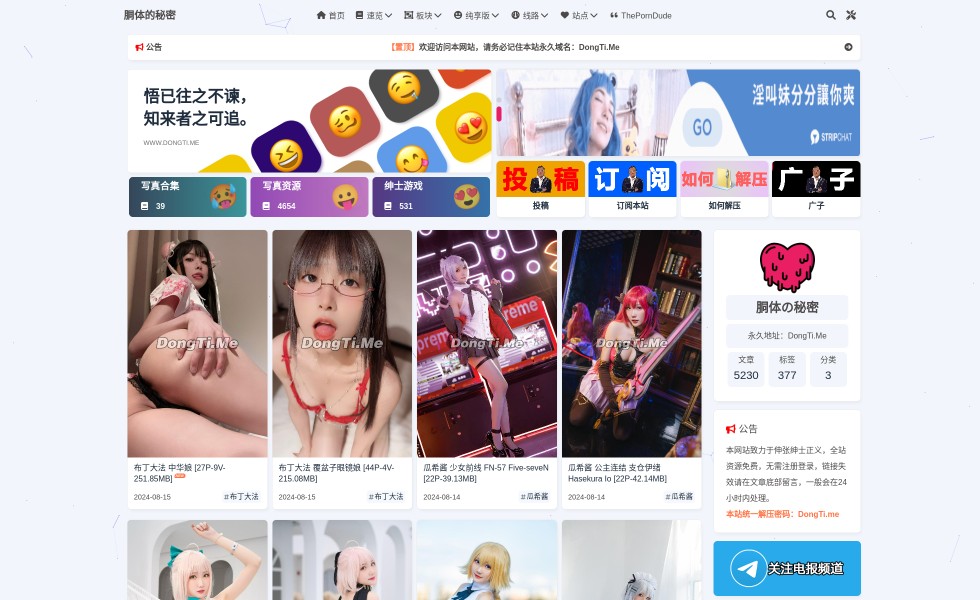 胴体的秘密
首页
速览
板块
纯享版
线路
站点
ThePornDude
公告
【置顶】欢迎访问本网站，请务必记住本站永久域名：DongTi.Me
悟已往之不谏，
知来者之可追。
WWW.DONGTI.ME
淫叫妹分分讓你爽
GO
STRIPCHAT
写真合集
39
写真资源
4654
绅士游戏
531
投 稿
订 阅
如何 解压
广 子
投稿
订阅本站
如何解压
广子
DongTi.Me
DongTi.Me
DongTi.Me
DongTi.Me
布丁大法 中华娘 [27P-9V-
251.85MB]
2024-08-15
#布丁大法
布丁大法 覆盆子眼镜娘 [44P-4V-
215.08MB]
2024-08-15
#布丁大法
瓜希酱 少女前线 FN-57 Five-seveN
[22P-39.13MB]
2024-08-14
#瓜希酱
瓜希酱 公主连结 支仓伊绪
Hasekura Io [22P-42.14MB]
2024-08-14
#瓜希酱
胴体の秘密
永久地址：DongTi.Me
文章
5230
标签
377
分类
3
公告
本网站致力于伸张绅士正义，全站
资源免费，无需注册登录，链接失
效请在文章底部留言，一般会在24
小时内处理。
本站统一解压密码：DongTi.me
关注电报频道